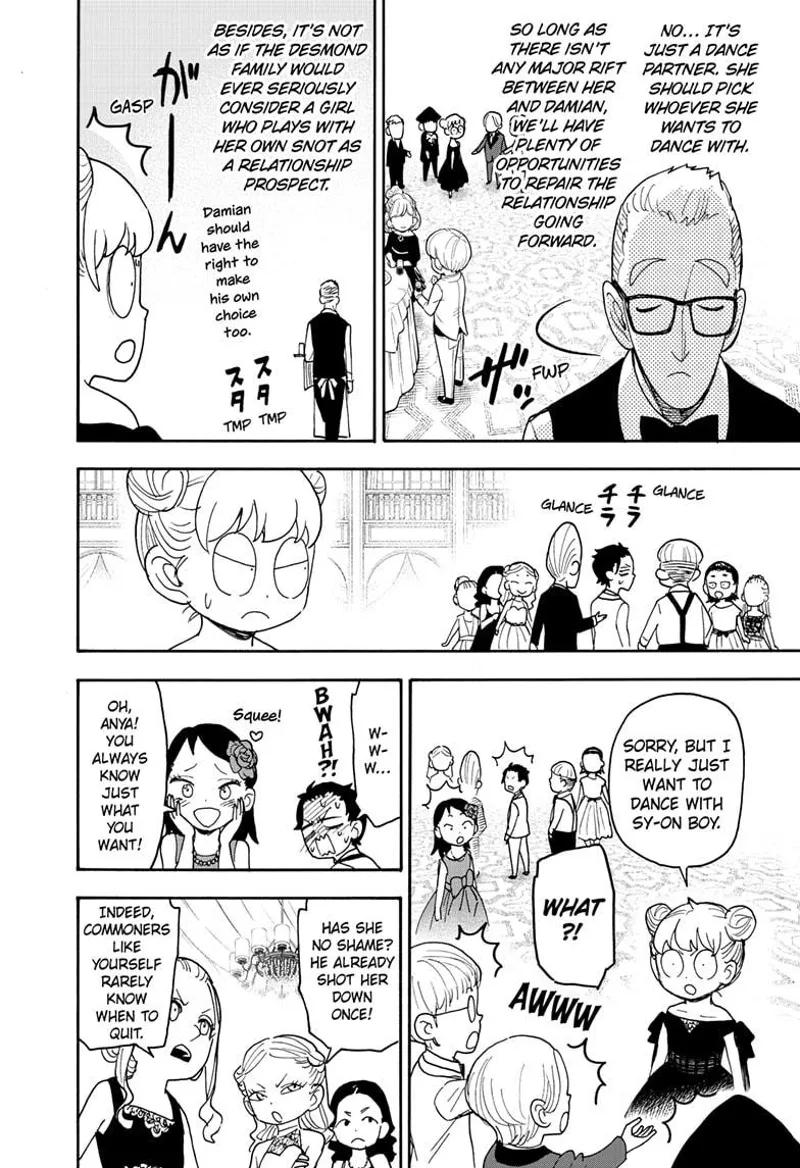 NO... IT'S
JUST A DANCE
PARTNER. SHE
SHOULD PICK
WHOEVER SHE
WANTS TO
DANCE WITH.
SO LONG AS
THERE ISN'T
ANY MAJOR RIFT
BETWEEN HER
AND DAMIAN,
WE'LL HAVE
PLENTY OF
OPPORTUNITIES
TO REPAIR THE
RELATIONSHIP
GOING
FORWARD.
FWP
BESIDES, IT'S NOT
AS IF THE DESMOND
FAMILY WOULD
EVER SERIOUSLY
CONSIDER A GIRL
WHO PLAYS WITH
HER OWN SNOT AS
A RELATIONSHIP
PROSPECT.
Damian
should
have the
right to
make
his own
choice
too.
スタ
TMP
スタ
TMP
がーん
GASP
チラ
GLANCE
チラ
GLANCE
SORRY, BUT I
REALLY JUST
WANT TO
DANCE WITH
SY-ON BOY.
WHAT
?!
AWWW
W-
W-
W...
BWAH?!
Squee!
OH,
ANYA!
YOU
ALWAYS
KNOW
JUST
WHAT
YOU
WANT!
HAS SHE
NO SHAME?
HE ALREADY
SHOT HER
DOWN
ONCE!
INDEED,
COMMONERS
LIKE
YOURSELF
RARELY
KNOW
WHEN TO
QUIT.